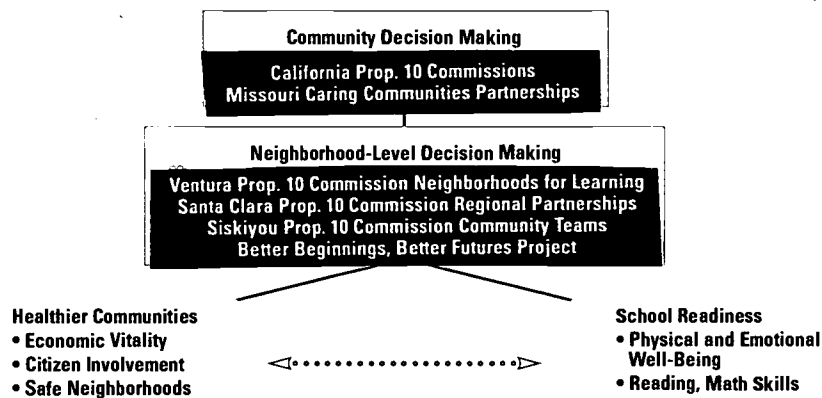 Community Decision Making
California Prop. 10 Commissions
Missouri Caring Communities Partnerships
Neighborhood-Level Decision Making
Ventura Prop. 10 Commission Neighborhoods for Learning
Santa Clara Prop. 10 Commission Regional Partnerships
Siskiyou Prop. 10 Commission Community Teams
Better Beginnings, Better Futures Project
Healthier Communities
• Economic Vitality
• Citizen Involvement
• Safe Neighborhoods
School Readiness
• Physical and Emotional
Well-Being
• Reading, Math Skills